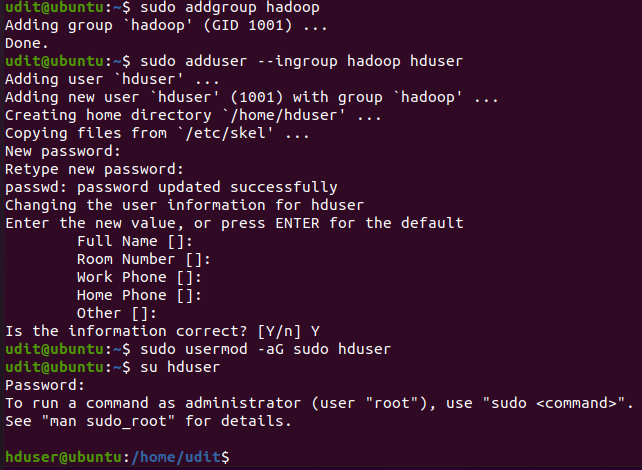 udit@ubuntu:~$ sudo addgroup hadoop
Adding group `hadoop' (GID 1001) ...
Done.
udit@ubuntu:~$ sudo adduser --ingroup hadoop hduser
Adding user `hduser' ...
Adding new user `hduser' (1001) with group `hadoop' ...
Creating home directory `/home/hduser' ...
Copying files from `/etc/skel' ...
New password:
Retype new password:
passwd: password updated successfully
Changing the user information for hduser
Enter the new value, or press ENTER for the default
        Full Name []:
        Room Number []:
        Work Phone []:
        Home Phone []:
        Other []:
Is the information correct? [Y/n] Y
udit@ubuntu:~$ sudo usermod -aG sudo hduser
udit@ubuntu:~$ su hduser
Password:
To run a command as administrator (user "root"), use "sudo <command>".
See "man sudo_root" for details.
hduser@ubuntu:/home/udit$